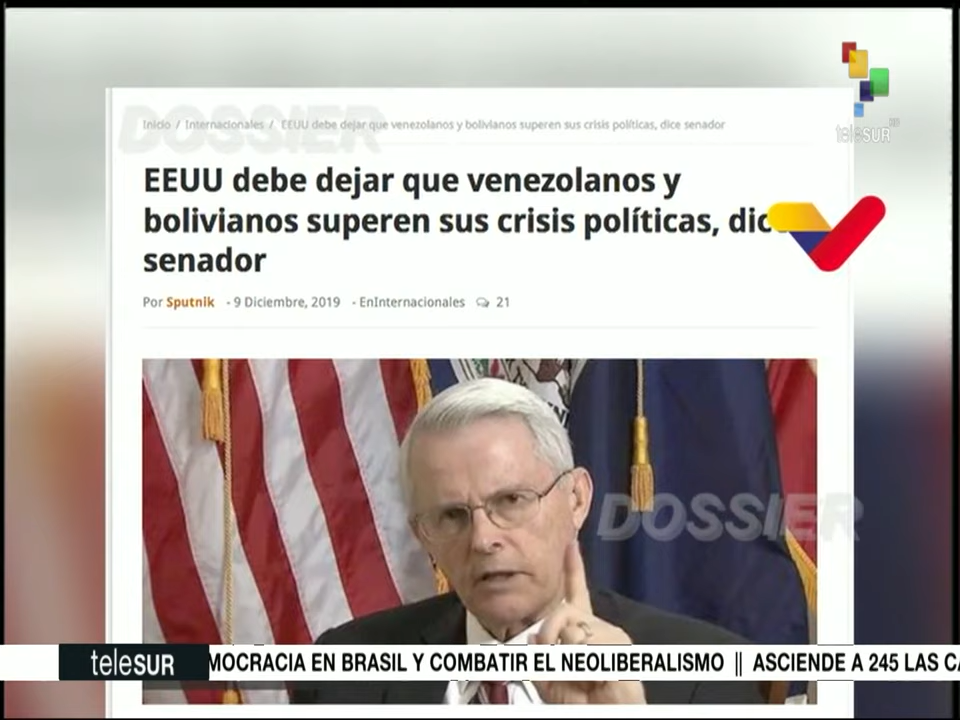 teleSUR
DOSSIER
Inicio / Internacionales / EEUU debe dejar que venezolanos y bolivianos superen sus crisis políticas, dice senador
EEUU debe dejar que venezolanos y
bolivianos superen sus crisis políticas, dice
senador
Por Sputnik - 9 Diciembre, 2019 - EnInternacionales 21
DOSSIER
teleSUR MOCRACIA EN BRASIL Y COMBATIR EL NEOLIBERALISMO || ASCIENDE A 245 LAS CA